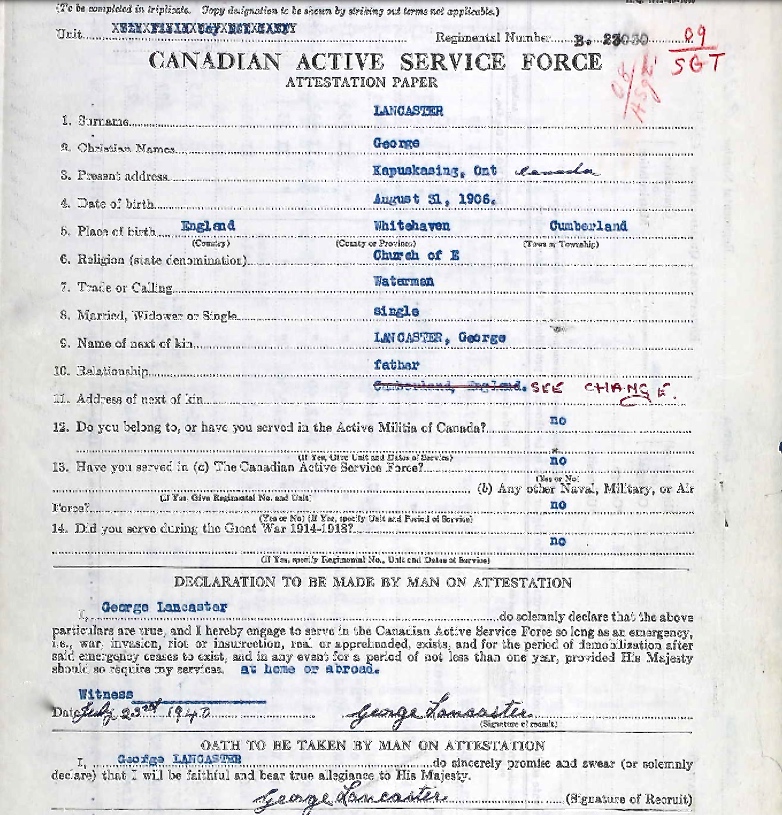 (To be completed in triplicate. Copy designation to be shown by striking out terms not applicable.)
Unit
Regimental Number B. 23030 09
SGT
CANADIAN ACTIVE SERVICE FORCE
ATTESTATION PAPER
1. Surname LANCASTER
2. Christian Names George
3. Present address Kapuskasing, Ont Canada
4. Date of birth August 31, 1906.
5. Place of birth England Whitehaven Cumberland
(Country) (County or Province) (Town or Township)
6. Religion (state denomination) Church of E
7. Trade or Calling Waterman
8. Married, Widower or Single single
9. Name of next of kin LANCASTER, George
10. Relationship father
11. Address of next of kin Cumberland, England. SEE CHANGE.
12. Do you belong to, or have you served in the Active Militia of Canada? no
(If Yes, Give Unit and Dates of Service)
13. Have you served in (a) The Canadian Active Service Force? no
(Yes or No)
(b) Any other Naval, Military, or Air
(If Yes, Give Regimental No. and Unit)
Force? no
(Yes or No) (If Yes, specify Unit and Period of Service)
14. Did you serve during the Great War 1914-1918?
no
(If Yes, specify Regimental No., Unit and Dates of Service)
DECLARATION TO BE MADE BY MAN ON ATTESTATION
I, George Lancaster do solemnly declare that the above
particulars are true, and I hereby engage to serve in the Canadian Active Service Force so long as an emergency,
i.e., war, invasion, riot or insurrection, real or apprehended, exists, and for the period of demobilization after
said emergency ceases to exist, and in any event for a period of not less than one year, provided His Majesty
should so require my services. at home or abroad.
Witness
Date July 23rd 1940 George Lancaster
(Signature of Recruit)
OATH TO BE TAKEN BY MAN ON ATTESTATION
I, George LANCASTER do sincerely promise and swear (or solemnly
declare) that I will be faithful and bear true allegiance to His Majesty.
George Lancaster (Signature of Recruit)